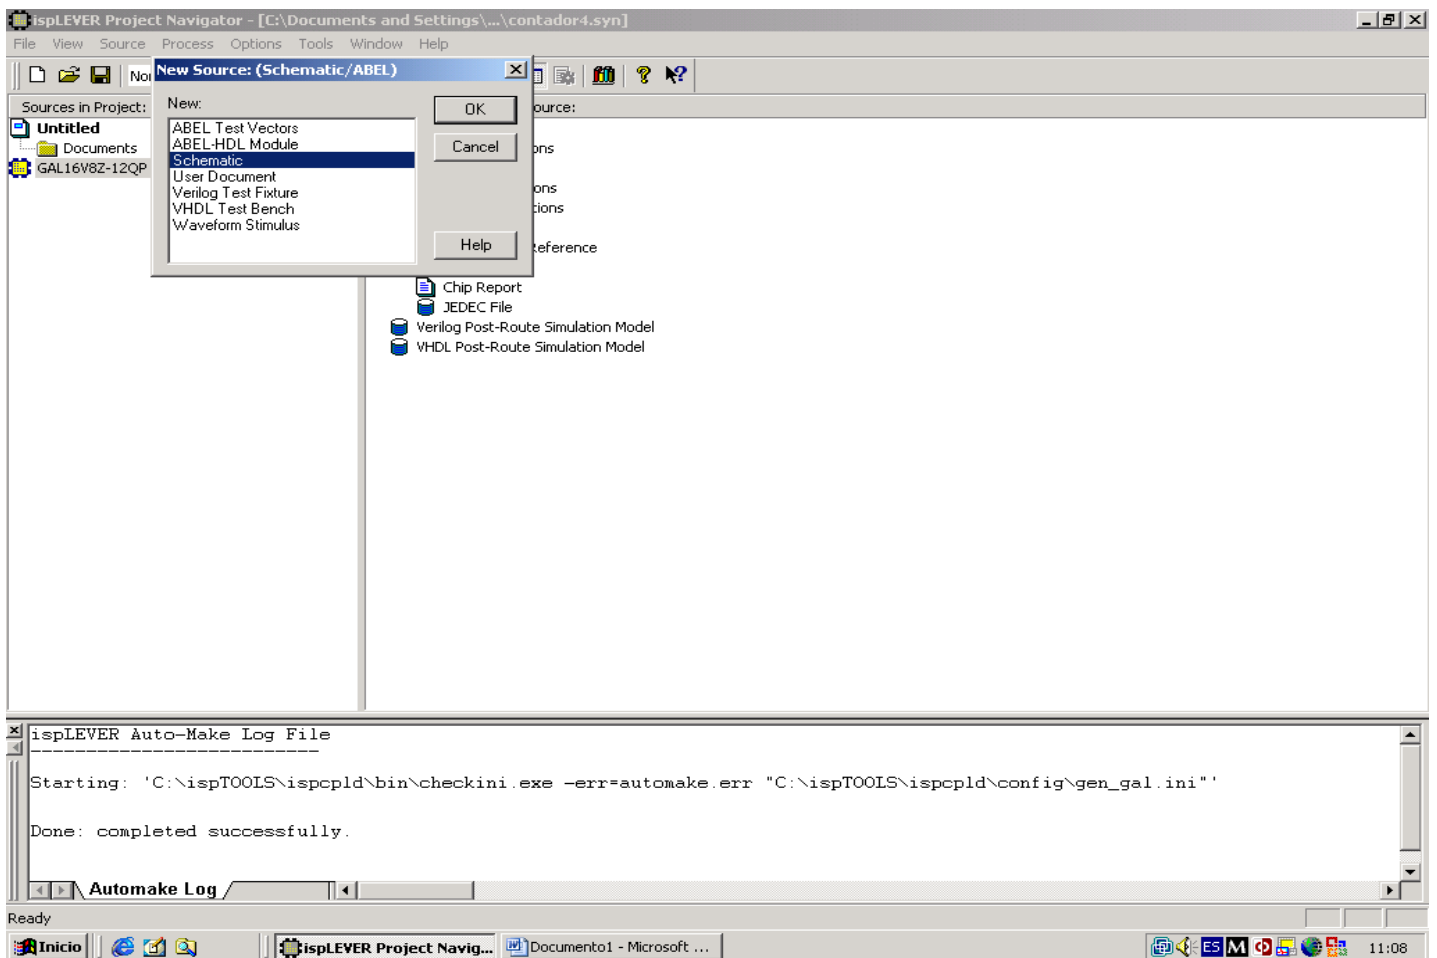 ispLEVER Project Navigator - [C:\Documents and Settings\...\contador4.syn]
File View Source Process Options Tools Window Help
New Source: (Schematic/ABEL)
New:
ABEL Test Vectors
ABEL-HDL Module
Schematic
User Document
Verilog Test Fixture
VHDL Test Bench
Waveform Stimulus
OK
Cancel
Help
Sources in Project:
Untitled
Documents
GAL16V8Z-12QP
ource:
ons
ons
tions
Reference
Chip Report
JEDEC File
Verilog Post-Route Simulation Model
VHDL Post-Route Simulation Model
ispLEVER Auto-Make Log File
---------------------------
Starting: 'C:\ispTOOLS\ispcpld\bin\checkini.exe -err=automake.err "C:\ispTOOLS\ispcpld\config\gen_gal.ini"'
Done: completed successfully.
Automake Log
Ready
Inicio
ispLEVER Project Navig...
Documento1 - Microsoft ...
ES
M
11:08